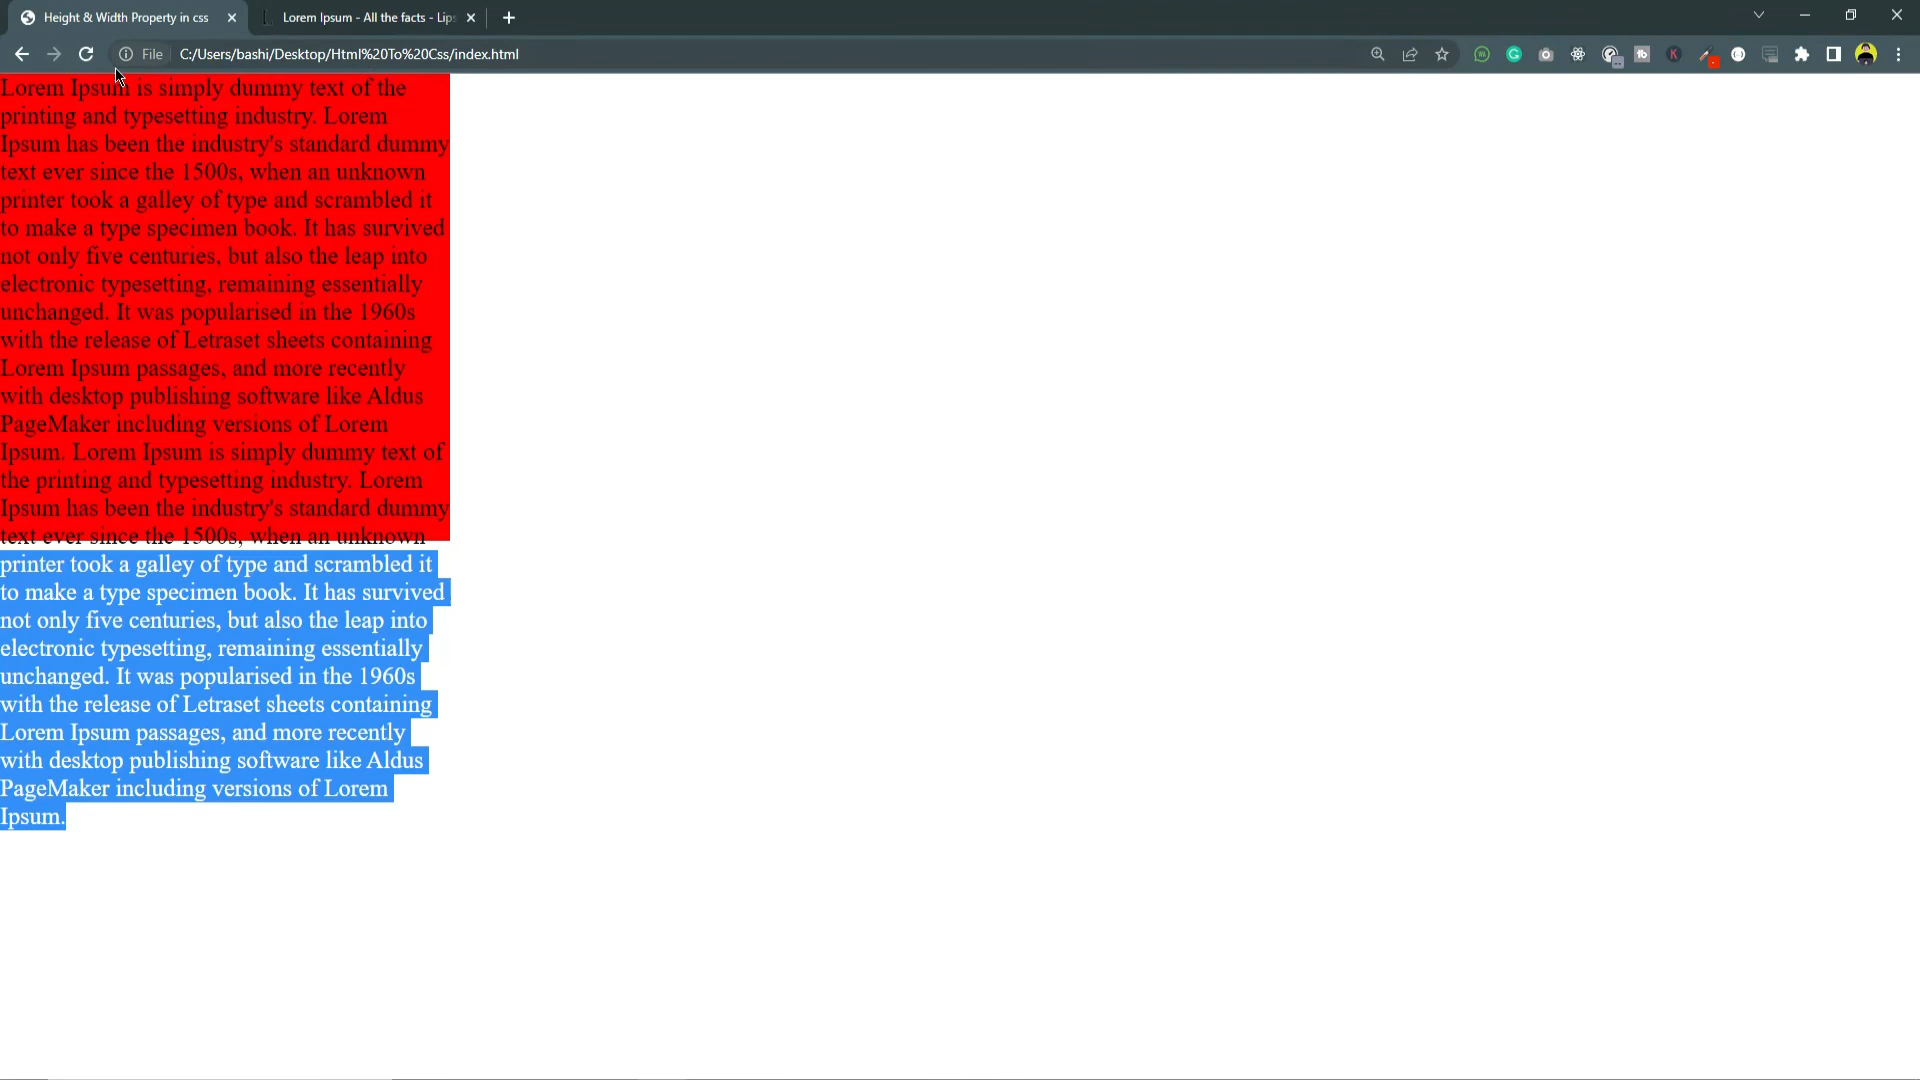 Height & Width Property in css
Lorem Ipsum - All the facts - Lips
File
C:/Users/bashi/Desktop/Html%20To%20Css/index.html
Lorem Ipsum is simply dummy text of the
printing and typesetting industry. Lorem
Ipsum has been the industry's standard dummy
text ever since the 1500s, when an unknown
printer took a galley of type and scrambled it
to make a type specimen book. It has survived
not only five centuries, but also the leap into
electronic typesetting, remaining essentially
unchanged. It was popularised in the 1960s
with the release of Letraset sheets containing
Lorem Ipsum passages, and more recently
with desktop publishing software like Aldus
PageMaker including versions of Lorem
Ipsum. Lorem Ipsum is simply dummy text of
the printing and typesetting industry. Lorem
Ipsum has been the industry's standard dummy
text ever since the 1500s, when an unknown
printer took a galley of type and scrambled it
to make a type specimen book. It has survived
not only five centuries, but also the leap into
electronic typesetting, remaining essentially
unchanged. It was popularised in the 1960s
with the release of Letraset sheets containing
Lorem Ipsum passages, and more recently
with desktop publishing software like Aldus
PageMaker including versions of Lorem
Ipsum.